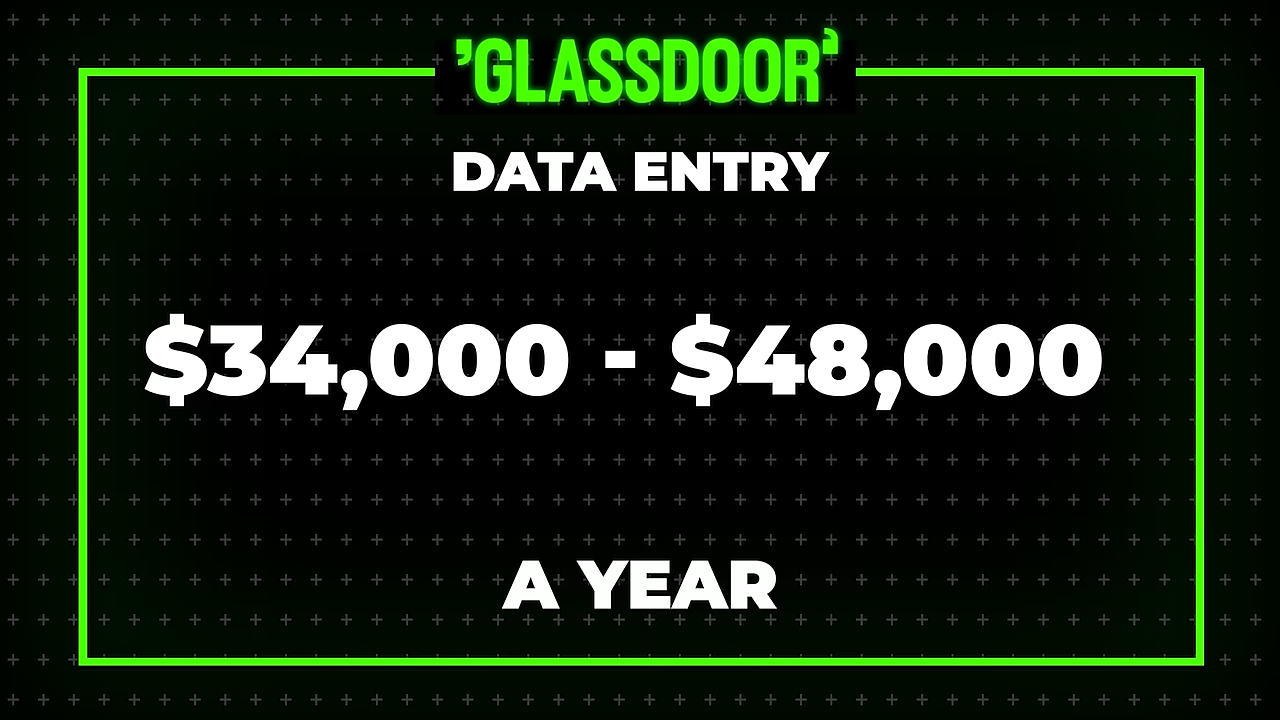 ’GLASSDOOR’
DATA ENTRY
$34,000 - $48,000
A YEAR